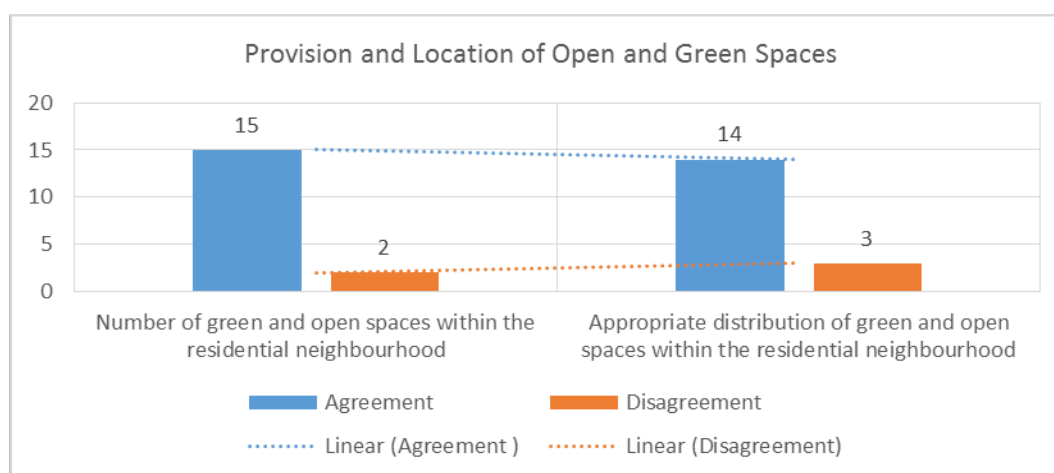 Provision and Location of Open and Green Spaces
20
15
10
5
0
15
2
14
3
Number of green and open spaces within the
residential neighbourhood
Appropriate distribution of green and open
spaces within the residential neighbourhood
Agreement
Disagreement
Linear (Agreement )
Linear (Disagreement)